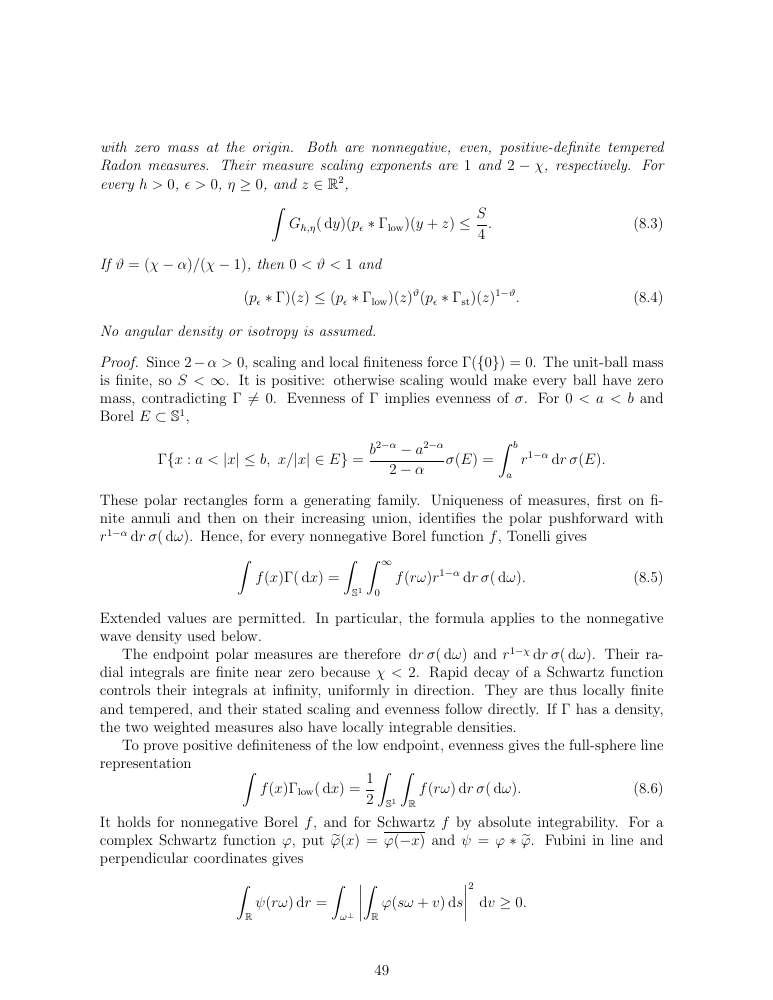 with zero mass at the origin. Both are nonnegative, even, positive-definite tempered
Radon measures. Their measure scaling exponents are 1 and 2 − χ, respectively. For
every h > 0, ϵ > 0, η ≥ 0, and z ∈ ℝ²,
∫ G_{h,η}( dy)(p_ϵ ∗ Γ_low)(y + z) ≤ S/4. (8.3)
If ϑ = (χ − α)/(χ − 1), then 0 < ϑ < 1 and
(p_ϵ ∗ Γ)(z) ≤ (p_ϵ ∗ Γ_low)(z)^ϑ (p_ϵ ∗ Γ_st)(z)^{1−ϑ}. (8.4)
No angular density or isotropy is assumed.
Proof. Since 2−α > 0, scaling and local finiteness force Γ({0}) = 0. The unit-ball mass
is finite, so S < ∞. It is positive: otherwise scaling would make every ball have zero
mass, contradicting Γ ≠ 0. Evenness of Γ implies evenness of σ. For 0 < a < b and
Borel E ⊂ 𝕊¹,
Γ{x : a < |x| ≤ b, x/|x| ∈ E} = (b^{2−α} − a^{2−α})/(2 − α) σ(E) = ∫_a^b r^{1−α} dr σ(E).
These polar rectangles form a generating family. Uniqueness of measures, first on fi-
nite annuli and then on their increasing union, identifies the polar pushforward with
r^{1−α} dr σ( dω). Hence, for every nonnegative Borel function f, Tonelli gives
∫ f(x)Γ( dx) = ∫_{𝕊¹} ∫_0^∞ f(rω)r^{1−α} dr σ( dω). (8.5)
Extended values are permitted. In particular, the formula applies to the nonnegative
wave density used below.
The endpoint polar measures are therefore dr σ( dω) and r^{1−χ} dr σ( dω). Their ra-
dial integrals are finite near zero because χ < 2. Rapid decay of a Schwartz function
controls their integrals at infinity, uniformly in direction. They are thus locally finite
and tempered, and their stated scaling and evenness follow directly. If Γ has a density,
the two weighted measures also have locally integrable densities.
To prove positive definiteness of the low endpoint, evenness gives the full-sphere line
representation
∫ f(x)Γ_low( dx) = 1/2 ∫_{𝕊¹} ∫_ℝ f(rω) dr σ( dω). (8.6)
It holds for nonnegative Borel f, and for Schwartz f by absolute integrability. For a
complex Schwartz function φ, put φ̃(x) = \overline{φ(−x)} and ψ = φ ∗ φ̃. Fubini in line and
perpendicular coordinates gives
∫_ℝ ψ(rω) dr = ∫_{ω^⊥} |∫_ℝ φ(sω + v) ds|² dv ≥ 0.
49